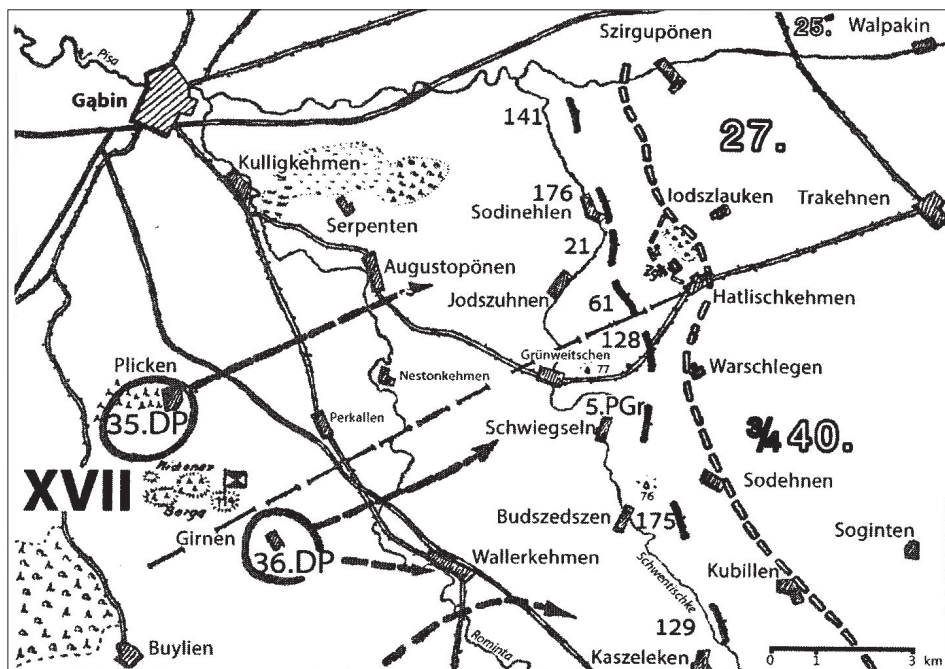 Szirgupönen
25.
Walpakin
Pisa
Gąbin
141
27.
Kulligkehmen
176
Iodszlauken
Trakehnen
Sodinehlen
Serpenten
21
Augustopönen
Jodszuhnen
61
Hatlischkehmen
128
Grünweitschen
77
Plicken
Warschlegen
Nestonkehmen
35.DP
5.PGr.
Perkallen
Schwiegseln
¾ 40.
XVII
Berge
76
Sodehnen
Girnen
Budszedszen
175
Soginten
36.DP
Wallerkehmen
Schwentischke
Kubillen
129
Buylien
Rominta
Kaszeleken
0 1 3 km